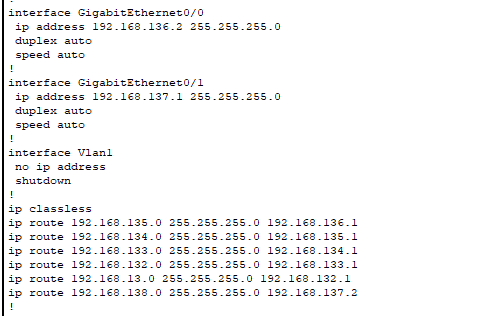 !
interface GigabitEthernet0/0
ip address 192.168.136.2 255.255.255.0
duplex auto
speed auto
!
interface GigabitEthernet0/1
ip address 192.168.137.1 255.255.255.0
duplex auto
speed auto
!
interface Vlan1
no ip address
shutdown
!
ip classless
ip route 192.168.135.0 255.255.255.0 192.168.136.1
ip route 192.168.134.0 255.255.255.0 192.168.135.1
ip route 192.168.133.0 255.255.255.0 192.168.134.1
ip route 192.168.132.0 255.255.255.0 192.168.133.1
ip route 192.168.13.0 255.255.255.0 192.168.132.1
ip route 192.168.138.0 255.255.255.0 192.168.137.2
!